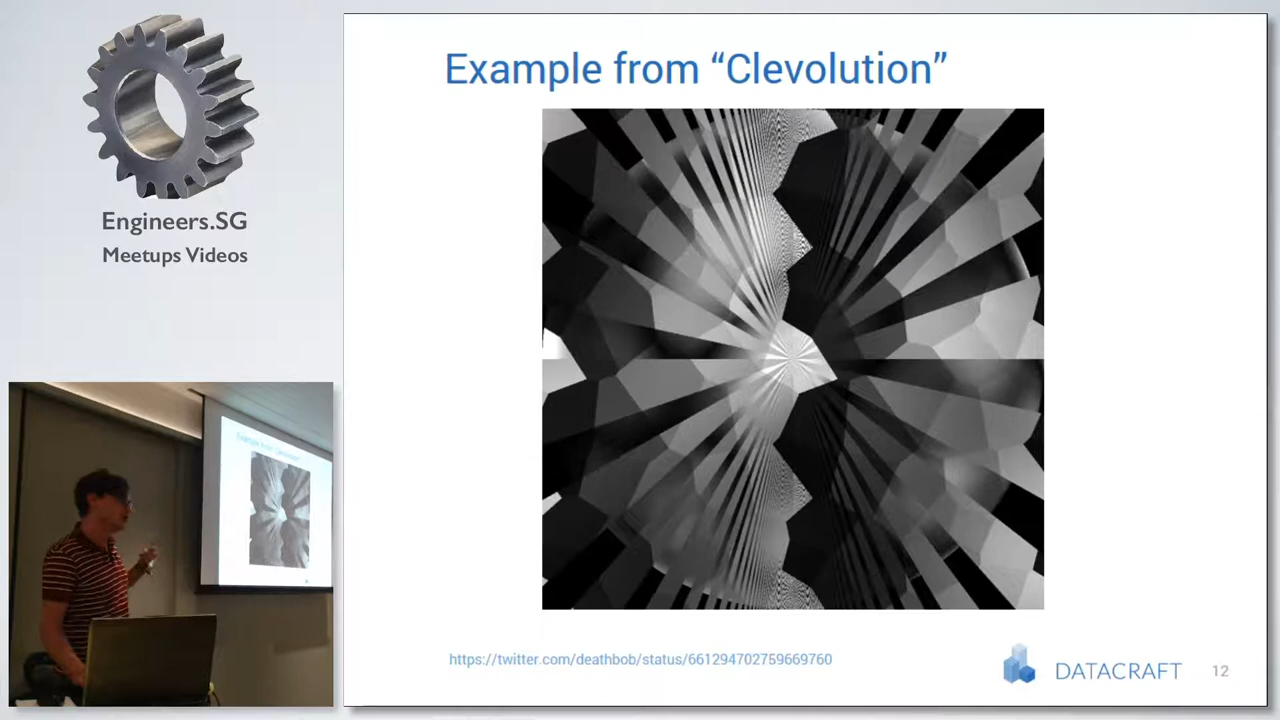 Engineers.SG
Meetups Videos
Example from “Clevolution”
https://twitter.com/deathbob/status/661294702759669760
DATACRAFT
12